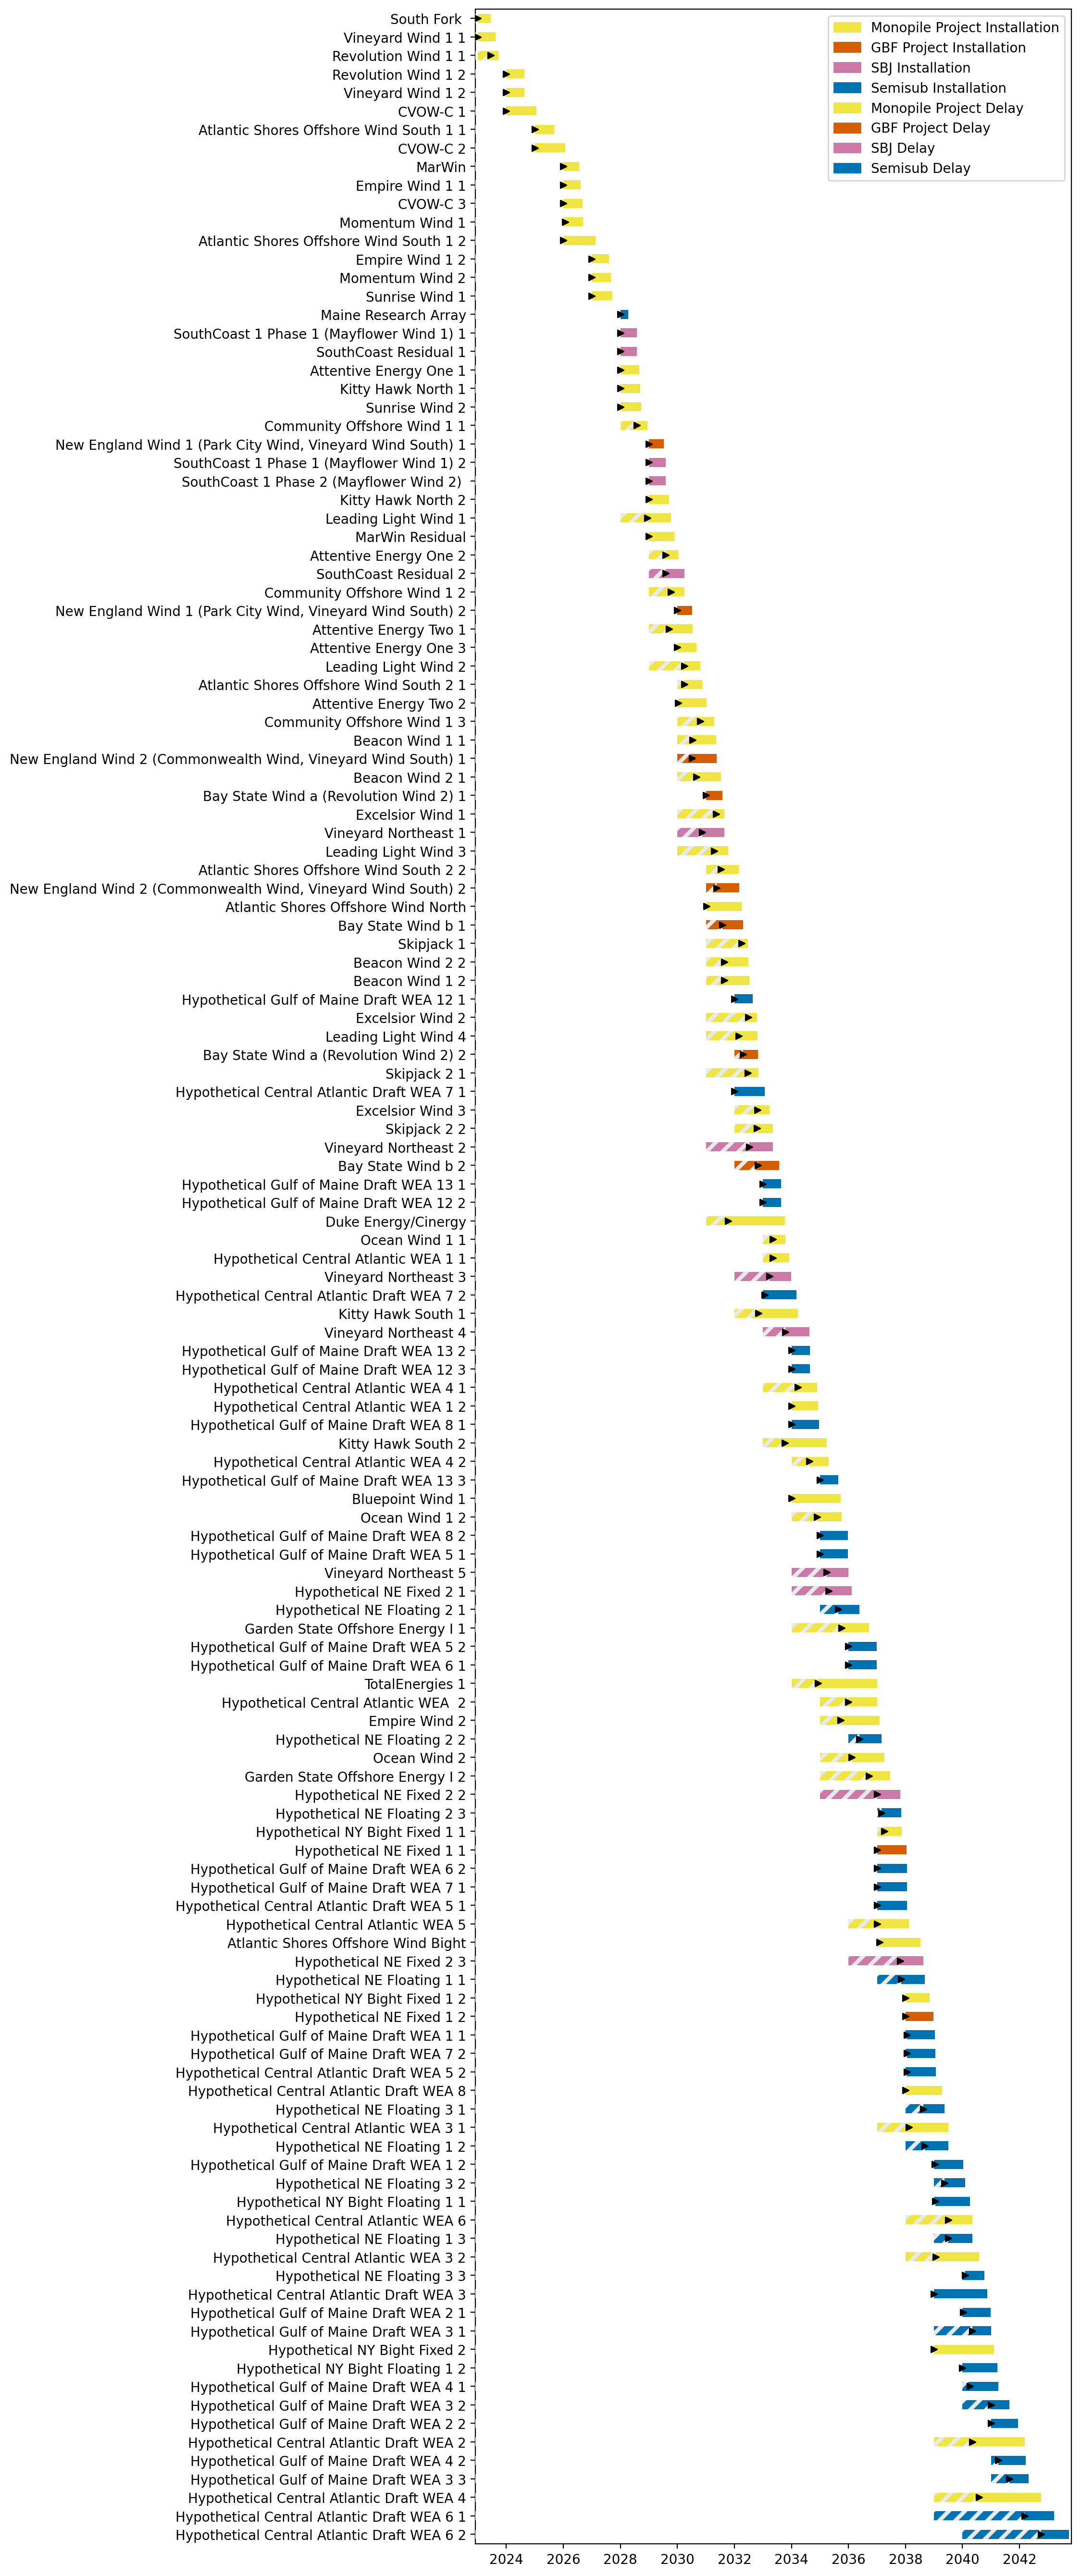 South Fork
Vineyard Wind 1 1
Revolution Wind 1 1
Revolution Wind 1 2
Vineyard Wind 1 2
CVOW-C 1
Atlantic Shores Offshore Wind South 1 1
CVOW-C 2
MarWin
Empire Wind 1 1
CVOW-C 3
Momentum Wind 1
Atlantic Shores Offshore Wind South 1 2
Empire Wind 1 2
Momentum Wind 2
Sunrise Wind 1
Maine Research Array
SouthCoast 1 Phase 1 (Mayflower Wind 1) 1
SouthCoast Residual 1
Attentive Energy One 1
Kitty Hawk North 1
Sunrise Wind 2
Community Offshore Wind 1 1
New England Wind 1 (Park City Wind, Vineyard Wind South) 1
SouthCoast 1 Phase 1 (Mayflower Wind 1) 2
SouthCoast 1 Phase 2 (Mayflower Wind 2)
Kitty Hawk North 2
Leading Light Wind 1
MarWin Residual
Attentive Energy One 2
SouthCoast Residual 2
Community Offshore Wind 1 2
New England Wind 1 (Park City Wind, Vineyard Wind South) 2
Attentive Energy Two 1
Attentive Energy One 3
Leading Light Wind 2
Atlantic Shores Offshore Wind South 2 1
Attentive Energy Two 2
Community Offshore Wind 1 3
Beacon Wind 1 1
New England Wind 2 (Commonwealth Wind, Vineyard Wind South) 1
Beacon Wind 2 1
Bay State Wind a (Revolution Wind 2) 1
Excelsior Wind 1
Vineyard Northeast 1
Leading Light Wind 3
Atlantic Shores Offshore Wind South 2 2
New England Wind 2 (Commonwealth Wind, Vineyard Wind South) 2
Atlantic Shores Offshore Wind North
Bay State Wind b 1
Skipjack 1
Beacon Wind 2 2
Beacon Wind 1 2
Hypothetical Gulf of Maine Draft WEA 12 1
Excelsior Wind 2
Leading Light Wind 4
Bay State Wind a (Revolution Wind 2) 2
Skipjack 2 1
Hypothetical Central Atlantic Draft WEA 7 1
Excelsior Wind 3
Skipjack 2 2
Vineyard Northeast 2
Bay State Wind b 2
Hypothetical Gulf of Maine Draft WEA 13 1
Hypothetical Gulf of Maine Draft WEA 12 2
Duke Energy/Cinergy
Ocean Wind 1 1
Hypothetical Central Atlantic WEA 1 1
Vineyard Northeast 3
Hypothetical Central Atlantic Draft WEA 7 2
Kitty Hawk South 1
Vineyard Northeast 4
Hypothetical Gulf of Maine Draft WEA 13 2
Hypothetical Gulf of Maine Draft WEA 12 3
Hypothetical Central Atlantic WEA 4 1
Hypothetical Central Atlantic WEA 1 2
Hypothetical Gulf of Maine Draft WEA 8 1
Kitty Hawk South 2
Hypothetical Central Atlantic WEA 4 2
Hypothetical Gulf of Maine Draft WEA 13 3
Bluepoint Wind 1
Ocean Wind 1 2
Hypothetical Gulf of Maine Draft WEA 8 2
Hypothetical Gulf of Maine Draft WEA 5 1
Vineyard Northeast 5
Hypothetical NE Fixed 2 1
Hypothetical NE Floating 2 1
Garden State Offshore Energy I 1
Hypothetical Gulf of Maine Draft WEA 5 2
Hypothetical Gulf of Maine Draft WEA 6 1
TotalEnergies 1
Hypothetical Central Atlantic WEA  2
Empire Wind 2
Hypothetical NE Floating 2 2
Ocean Wind 2
Garden State Offshore Energy I 2
Hypothetical NE Fixed 2 2
Hypothetical NE Floating 2 3
Hypothetical NY Bight Fixed 1 1
Hypothetical NE Fixed 1 1
Hypothetical Gulf of Maine Draft WEA 6 2
Hypothetical Gulf of Maine Draft WEA 7 1
Hypothetical Central Atlantic Draft WEA 5 1
Hypothetical Central Atlantic WEA 5
Atlantic Shores Offshore Wind Bight
Hypothetical NE Fixed 2 3
Hypothetical NE Floating 1 1
Hypothetical NY Bight Fixed 1 2
Hypothetical NE Fixed 1 2
Hypothetical Gulf of Maine Draft WEA 1 1
Hypothetical Gulf of Maine Draft WEA 7 2
Hypothetical Central Atlantic Draft WEA 5 2
Hypothetical Central Atlantic Draft WEA 8
Hypothetical NE Floating 3 1
Hypothetical Central Atlantic WEA 3 1
Hypothetical NE Floating 1 2
Hypothetical Gulf of Maine Draft WEA 1 2
Hypothetical NE Floating 3 2
Hypothetical NY Bight Floating 1 1
Hypothetical Central Atlantic WEA 6
Hypothetical NE Floating 1 3
Hypothetical Central Atlantic WEA 3 2
Hypothetical NE Floating 3 3
Hypothetical Central Atlantic Draft WEA 3
Hypothetical Gulf of Maine Draft WEA 2 1
Hypothetical Gulf of Maine Draft WEA 3 1
Hypothetical NY Bight Fixed 2
Hypothetical NY Bight Floating 1 2
Hypothetical Gulf of Maine Draft WEA 4 1
Hypothetical Gulf of Maine Draft WEA 3 2
Hypothetical Gulf of Maine Draft WEA 2 2
Hypothetical Central Atlantic Draft WEA 2
Hypothetical Gulf of Maine Draft WEA 4 2
Hypothetical Gulf of Maine Draft WEA 3 3
Hypothetical Central Atlantic Draft WEA 4
Hypothetical Central Atlantic Draft WEA 6 1
Hypothetical Central Atlantic Draft WEA 6 2
Monopile Project Installation
GBF Project Installation
SBJ Installation
Semisub Installation
Monopile Project Delay
GBF Project Delay
SBJ Delay
Semisub Delay
2024 2026 2028 2030 2032 2034 2036 2038 2040 2042